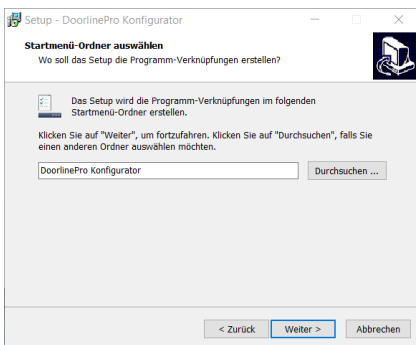 Setup - DoorlinePro Konfigurator
Startmenü-Ordner auswählen
Wo soll das Setup die Programm-Verknüpfungen erstellen?
Das Setup wird die Programm-Verknüpfungen im folgenden
Startmenü-Ordner erstellen.
Klicken Sie auf "Weiter", um fortzufahren. Klicken Sie auf "Durchsuchen", falls Sie
einen anderen Ordner auswählen möchten.
DoorlinePro Konfigurator
Durchsuchen ...
< Zurück
Weiter >
Abbrechen